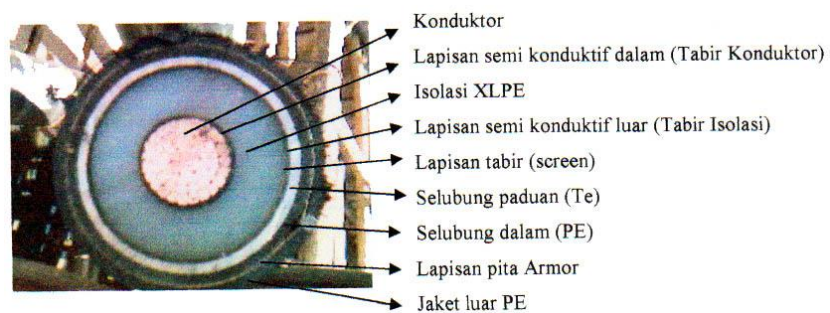 Konduktor
Lapisan semi konduktif dalam (Tabir Konduktor)
Isolasi XLPE
Lapisan semi konduktif luar (Tabir Isolasi)
Lapisan tabir (screen)
Selubung paduan (Te)
Selubung dalam (PE)
Lapisan pita Armor
Jaket luar PE